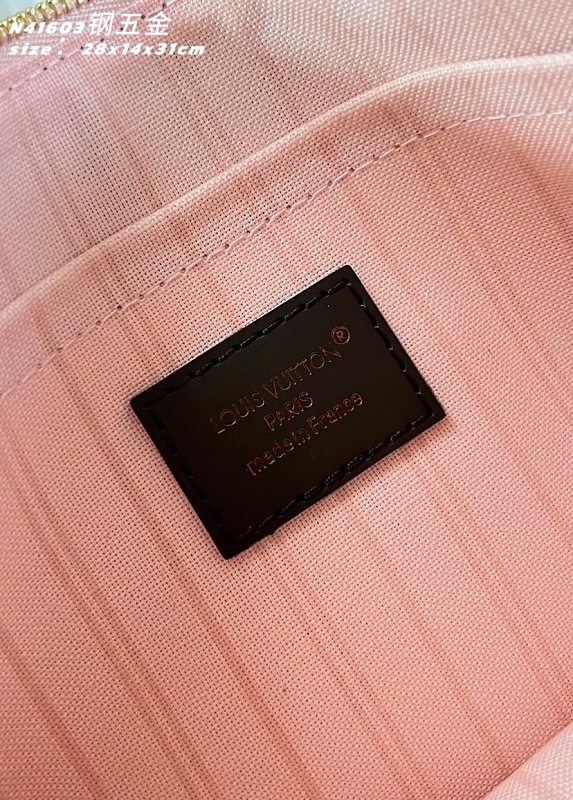 N41603钢五金
size： 28x14x31cm
LOUIS VUITTON®
PARIS
made in France